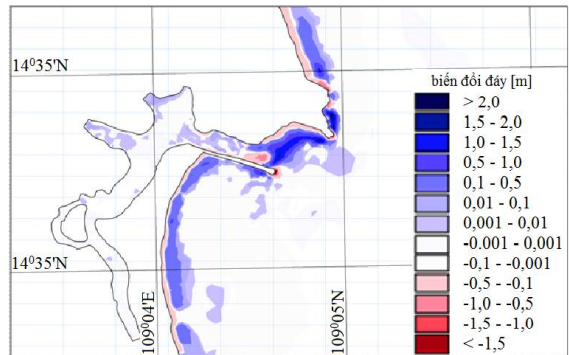 14⁰35'N
biến đổi đáy [m]
> 2,0
1,5 - 2,0
1,0 - 1,5
0,5 - 1,0
0,1 - 0,5
0,01 - 0,1
0,001 - 0,01
-0.001 - 0,001
-0,1 - -0,001
-0,5 - -0,1
-1,0 - -0,5
-1,5 - -1,0
< -1,5
14⁰35'N
109⁰04'E
109⁰05'N